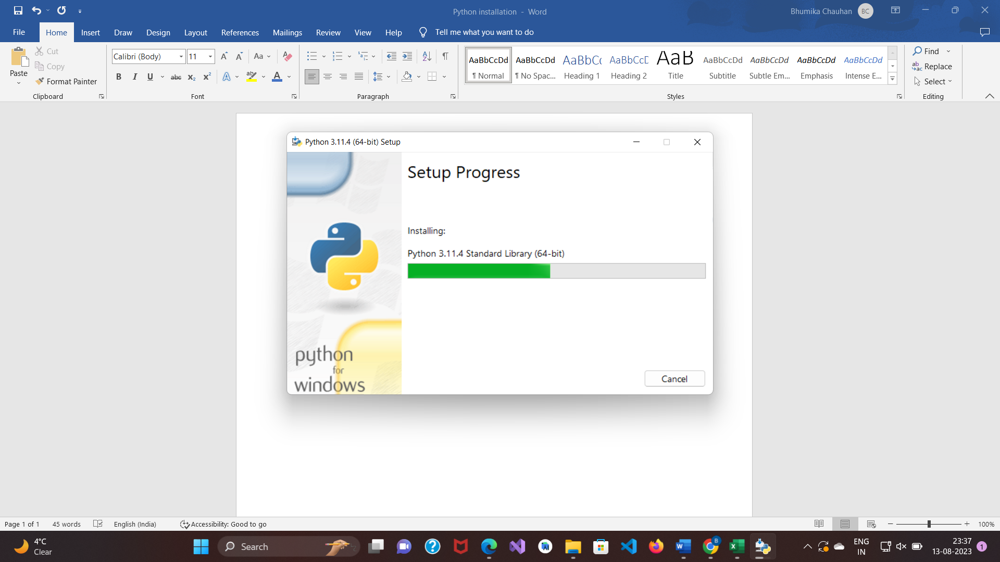 Python installation - Word
Bhumika Chauhan BC
File Home Insert Draw Design Layout References Mailings Review View Help Tell me what you want to do
Paste
Cut
Copy
Format Painter
Clipboard
Calibri (Body) 11
Font
Paragraph
AaBbCcDd AaBbCcDd AaBbCc AaBbCcD AaB AaBbCcDd AaBbCcDd AaBbCcDd AaBbCcDd
¶ Normal ¶ No Spac... Heading 1 Heading 2 Title Subtitle Subtle Em... Emphasis Intense E...
Styles
Find
Replace
Select
Editing
Python 3.11.4 (64-bit) Setup
Setup Progress
Installing:
Python 3.11.4 Standard Library (64-bit)
Cancel
python
for
windows
Page 1 of 1 45 words English (India) Accessibility: Good to go 100%
4°C
Clear
Search
ENG
IN
23:37
13-08-2023
1